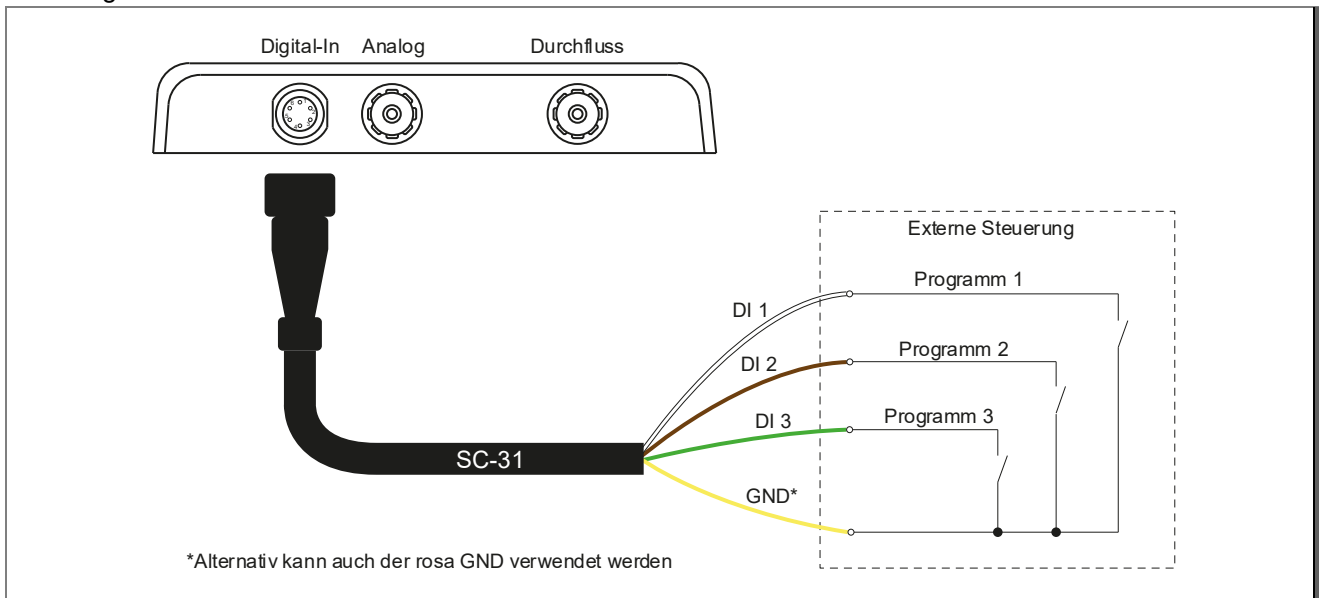 Digital-In
Analog
Durchfluss
Externe Steuerung
Programm 1
DI 1
Programm 2
DI 2
Programm 3
DI 3
SC-31
GND*
*Alternativ kann auch der rosa GND verwendet werden